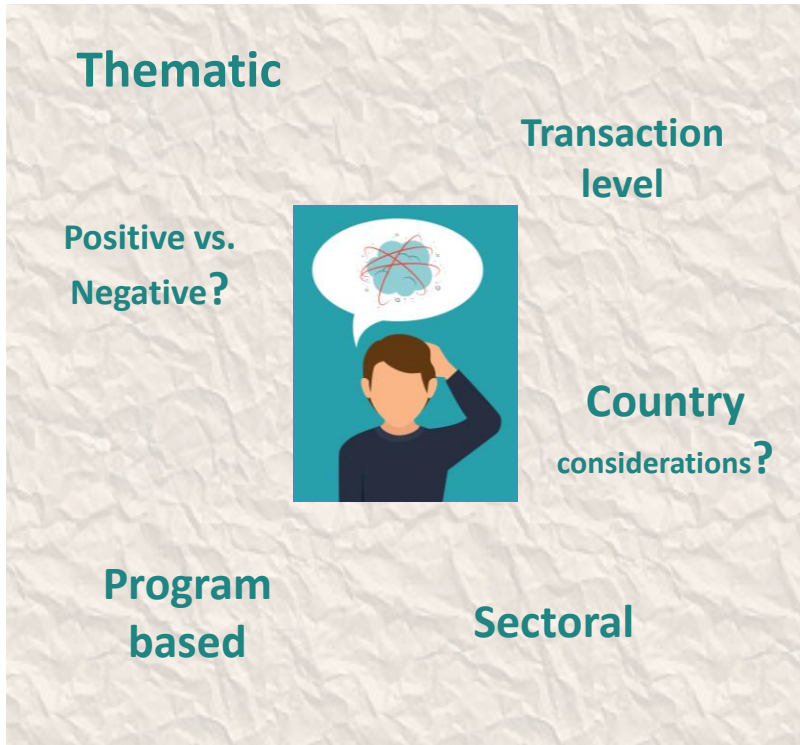 Thematic
Transaction
level
Positive vs.
Negative?
Country
considerations?
Program
based
Sectoral